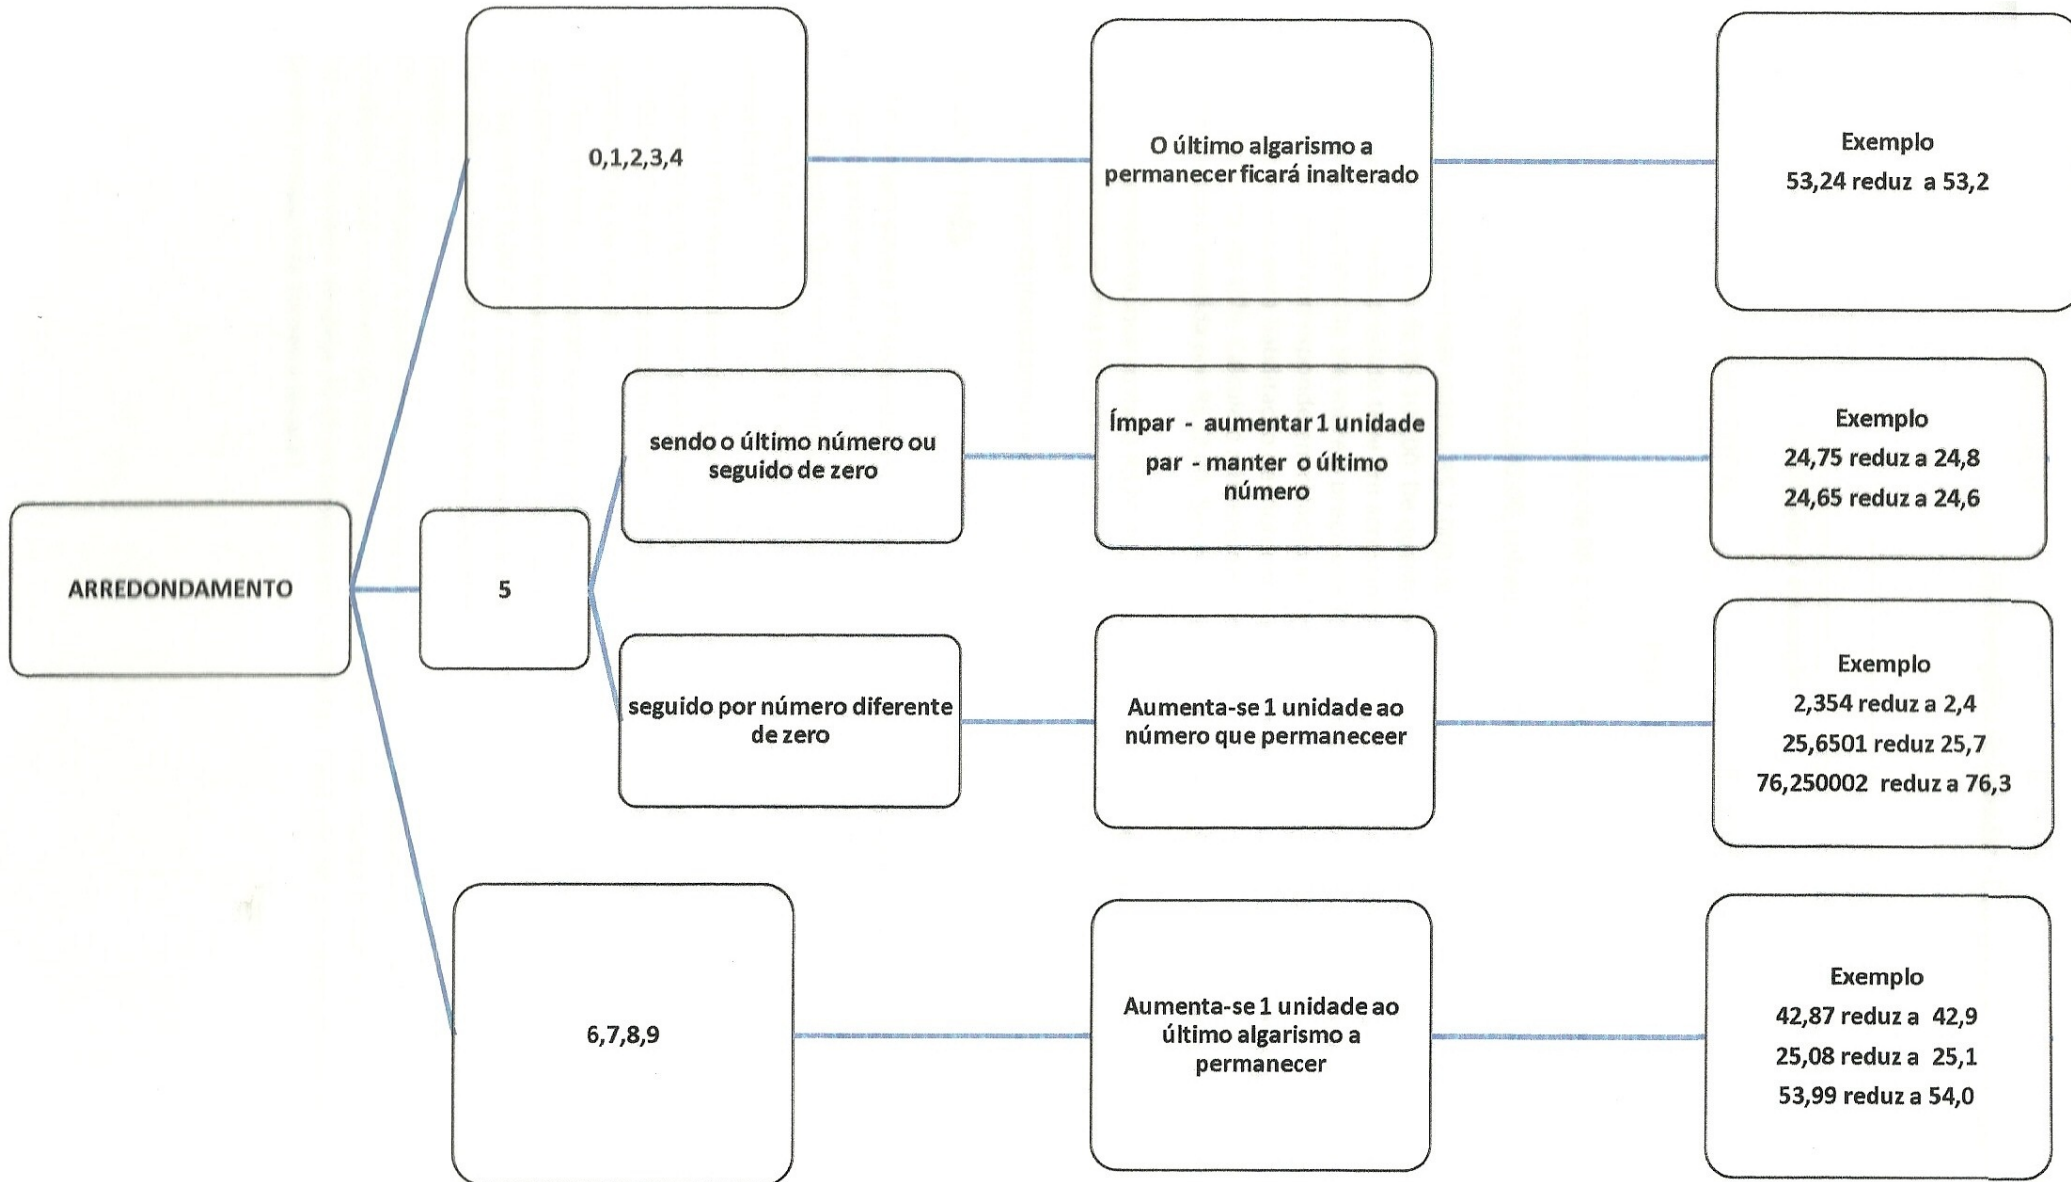 ARREDONDAMENTO
0,1,2,3,4
O último algarismo a
permanecer ficará inalterado
Exemplo
53,24 reduz a 53,2
5
sendo o último número ou
seguido de zero
Ímpar - aumentar 1 unidade
par - manter o último
número
Exemplo
24,75 reduz a 24,8
24,65 reduz a 24,6
seguido por número diferente
de zero
Aumenta-se 1 unidade ao
número que permaneceer
Exemplo
2,354 reduz a 2,4
25,6501 reduz 25,7
76,250002 reduz a 76,3
6,7,8,9
Aumenta-se 1 unidade ao
último algarismo a
permanecer
Exemplo
42,87 reduz a 42,9
25,08 reduz a 25,1
53,99 reduz a 54,0